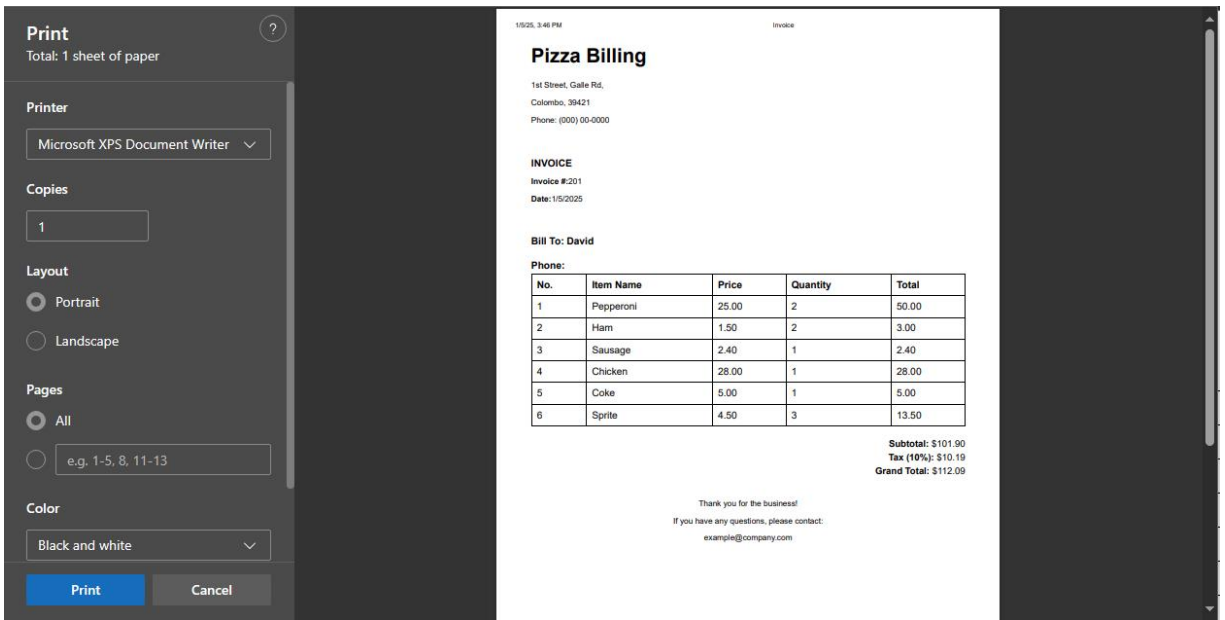 Print
?
Total: 1 sheet of paper
Printer
Microsoft XPS Document Writer
Copies
1
Layout
Portrait
Landscape
Pages
All
e.g. 1-5, 8, 11-13
Color
Black and white
Print Cancel
1/5/25, 3:46 PM Invoice
Pizza Billing
1st Street, Galle Rd,
Colombo, 39421
Phone: (000) 00-0000
INVOICE
Invoice #:201
Date:1/5/2025
Bill To: David
Phone:
No. Item Name Price Quantity Total
1 Pepperoni 25.00 2 50.00
2 Ham 1.50 2 3.00
3 Sausage 2.40 1 2.40
4 Chicken 28.00 1 28.00
5 Coke 5.00 1 5.00
6 Sprite 4.50 3 13.50
Subtotal: $101.90
Tax (10%): $10.19
Grand Total: $112.09
Thank you for the business!
If you have any questions, please contact:
example@company.com